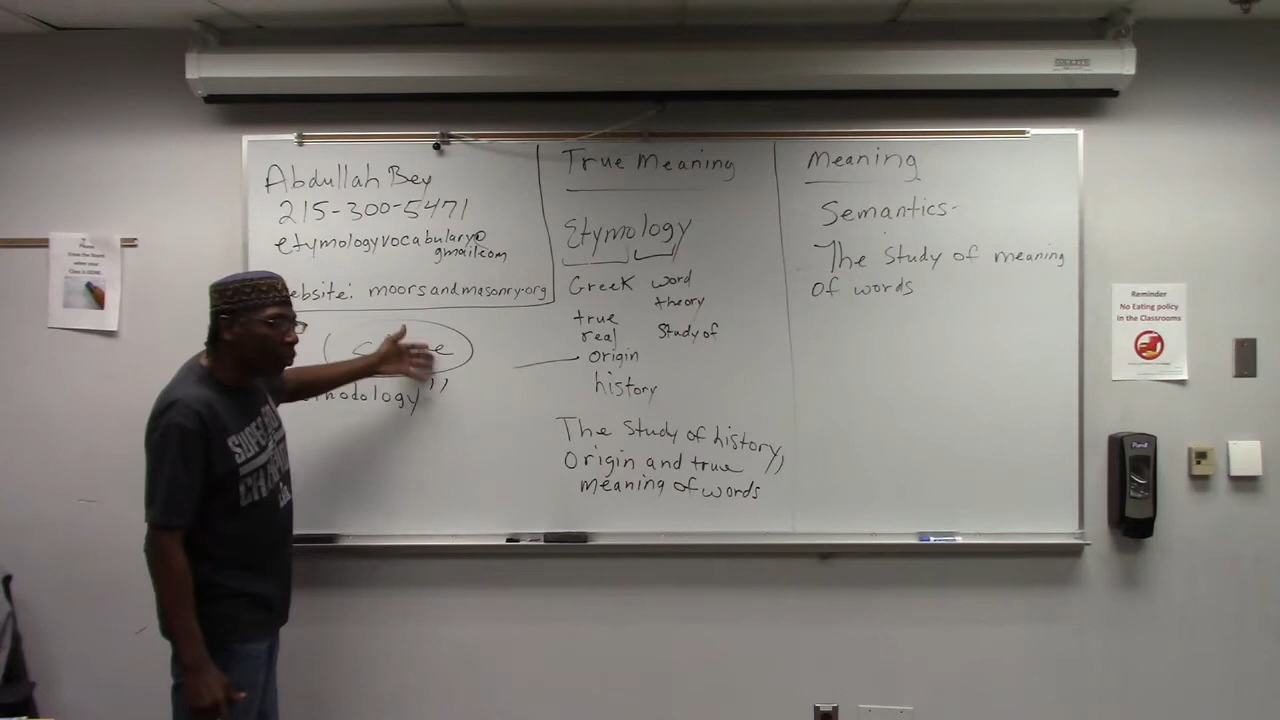 Abdullah Bey
215-300-5471
etymologyvocabulary@
gmail.com
moorsandmasonry.org
True Meaning
Etymology
Greek word
theory
true
real Study of
origin
history
The Study of history,
Origin and true
meaning of words
Meaning
Semantics-
The Study of meaning
of words
Reminder
No Eating policy
in the Classrooms
SUPER
CHAMP